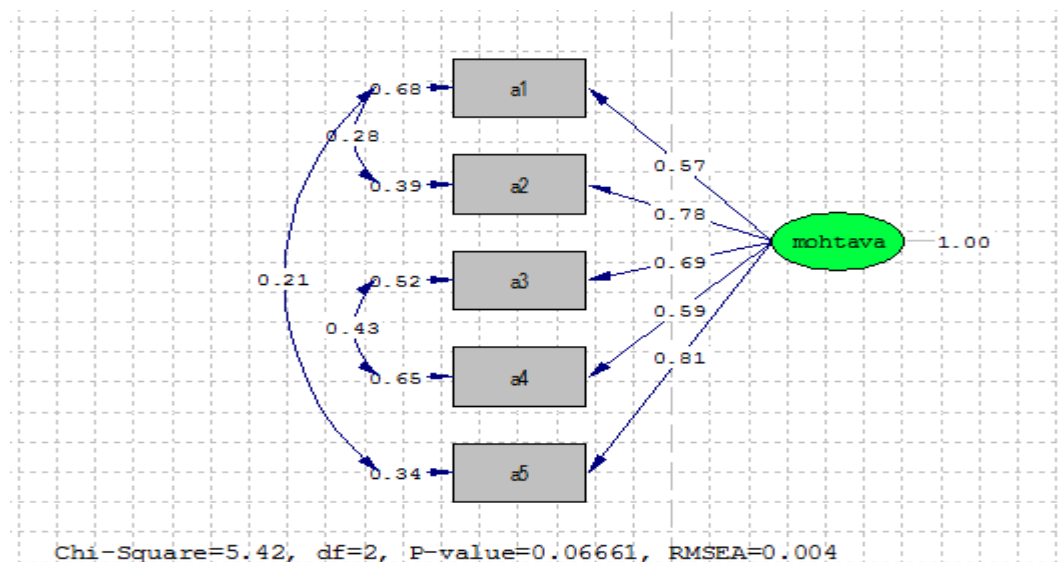 0.68 a1
0.28
0.57
0.39 a2
0.78
mohtava 1.00
0.69
0.21 0.52 a3
0.59
0.43
0.81
0.65 a4
0.34 a5
Chi-Square=5.42, df=2, P-value=0.06661, RMSEA=0.004